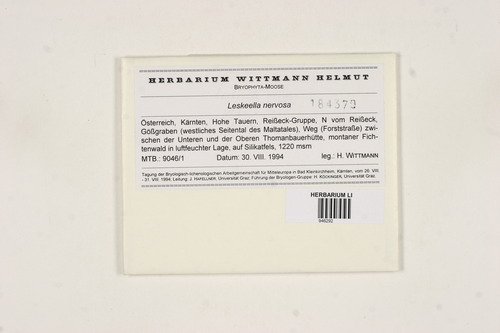 HERBARIUM WITTMANN HELMUT
BRYOPHYTA-MOOSE
Leskeella nervosa 184379
Österreich, Kärnten, Hohe Tauern, Reißeck-Gruppe, N vom Reißeck,
Gößgraben (westliches Seitental des Maltatales), Weg (Forststraße) zwi-
schen der Unteren und der Oberen Thomanbauerhütte, montaner Fich-
tenwald in luftfeuchter Lage, auf Silikatfels, 1220 msm
MTB.: 9046/1 Datum: 30. VIII. 1994 leg.: H. WITTMANN
Tagung der Bryologisch-lichenologischen Arbeitsgemeinschaft für Mitteleuropa in Bad Kleinkirchheim, Kärnten, vom 26. VIII.
- 31. VIII. 1994; Leitung: J. HAFELLNER, Universität Graz; Führung der Bryologen-Gruppe: H. KÖCKINGER, Universität Graz.
HERBARIUM LI
946282